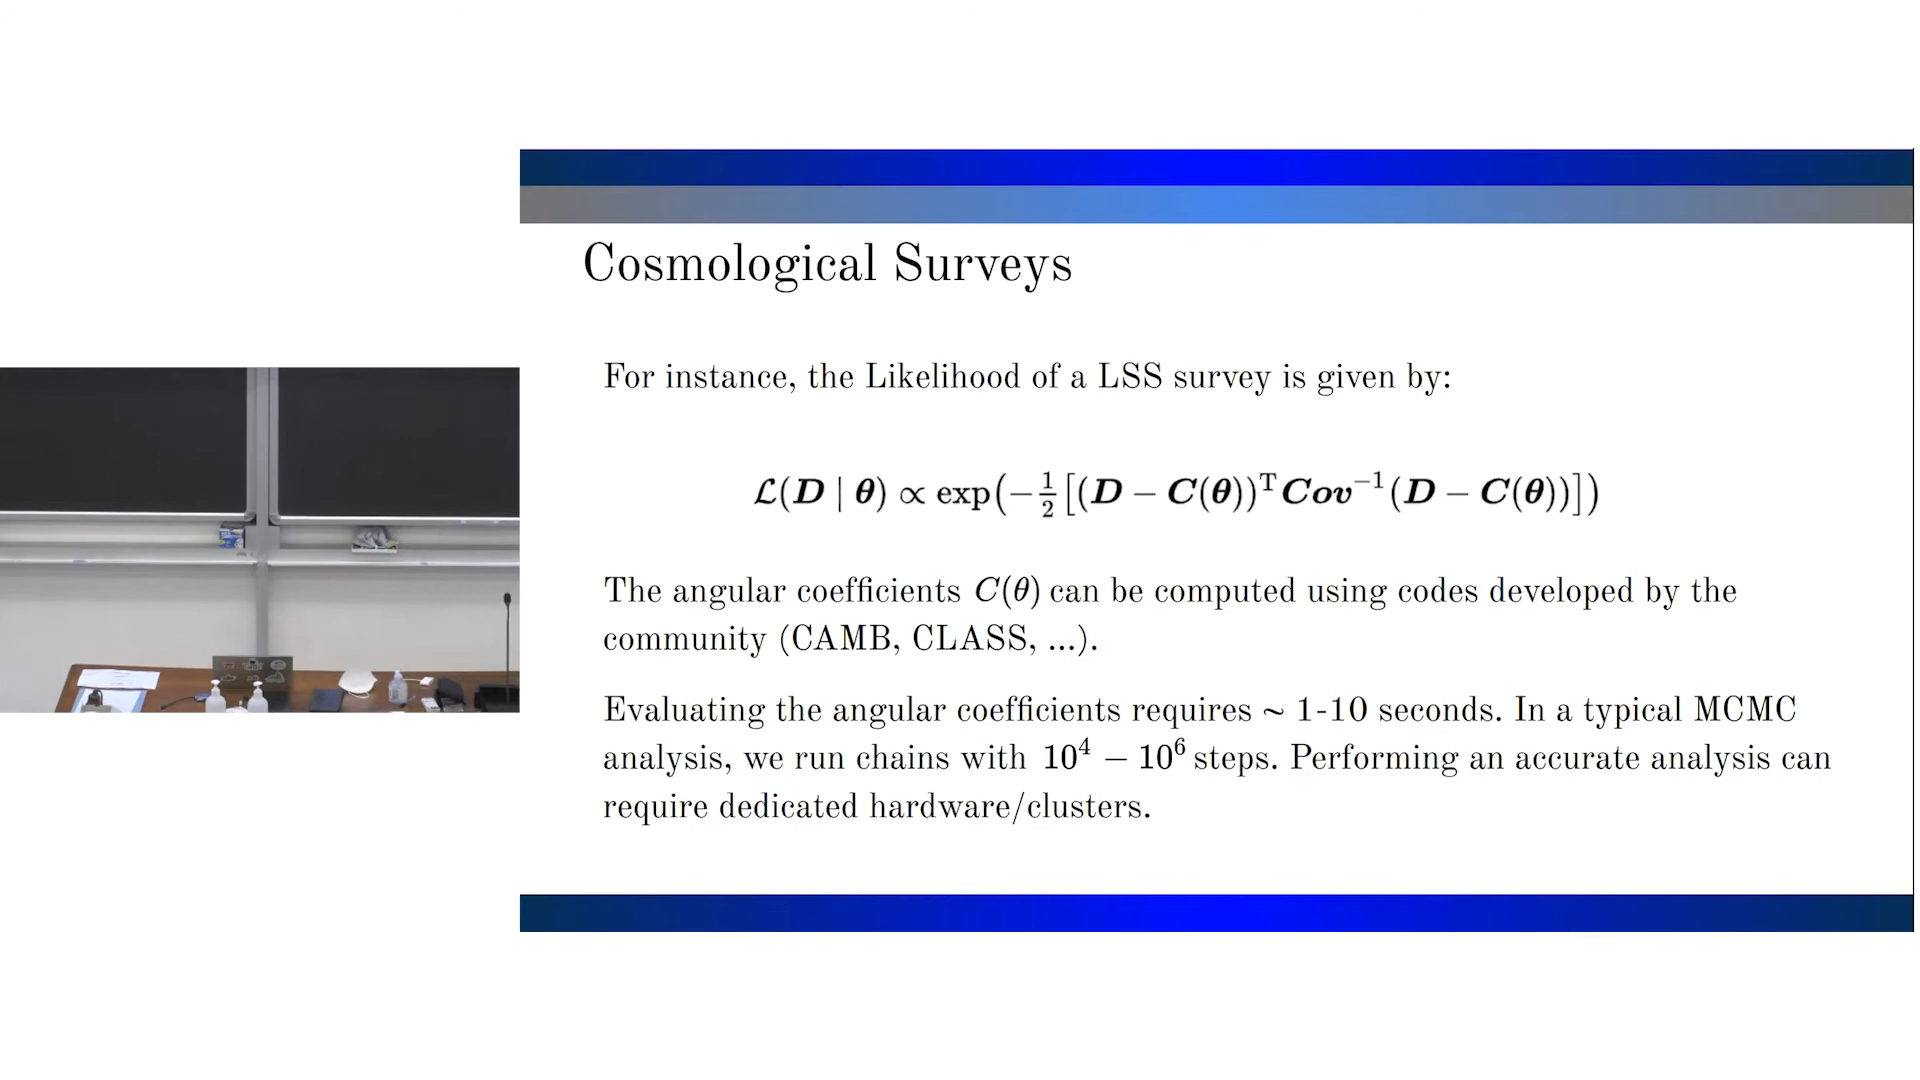 Cosmological Surveys
For instance, the Likelihood of a LSS survey is given by:
ℒ(D | θ) ∝ exp(−½[(D − C(θ))ᵀCov⁻¹(D − C(θ))])
The angular coefficients C(θ) can be computed using codes developed by the
community (CAMB, CLASS, ...).
Evaluating the angular coefficients requires ~ 1-10 seconds. In a typical MCMC
analysis, we run chains with 10⁴ − 10⁶ steps. Performing an accurate analysis can
require dedicated hardware/clusters.